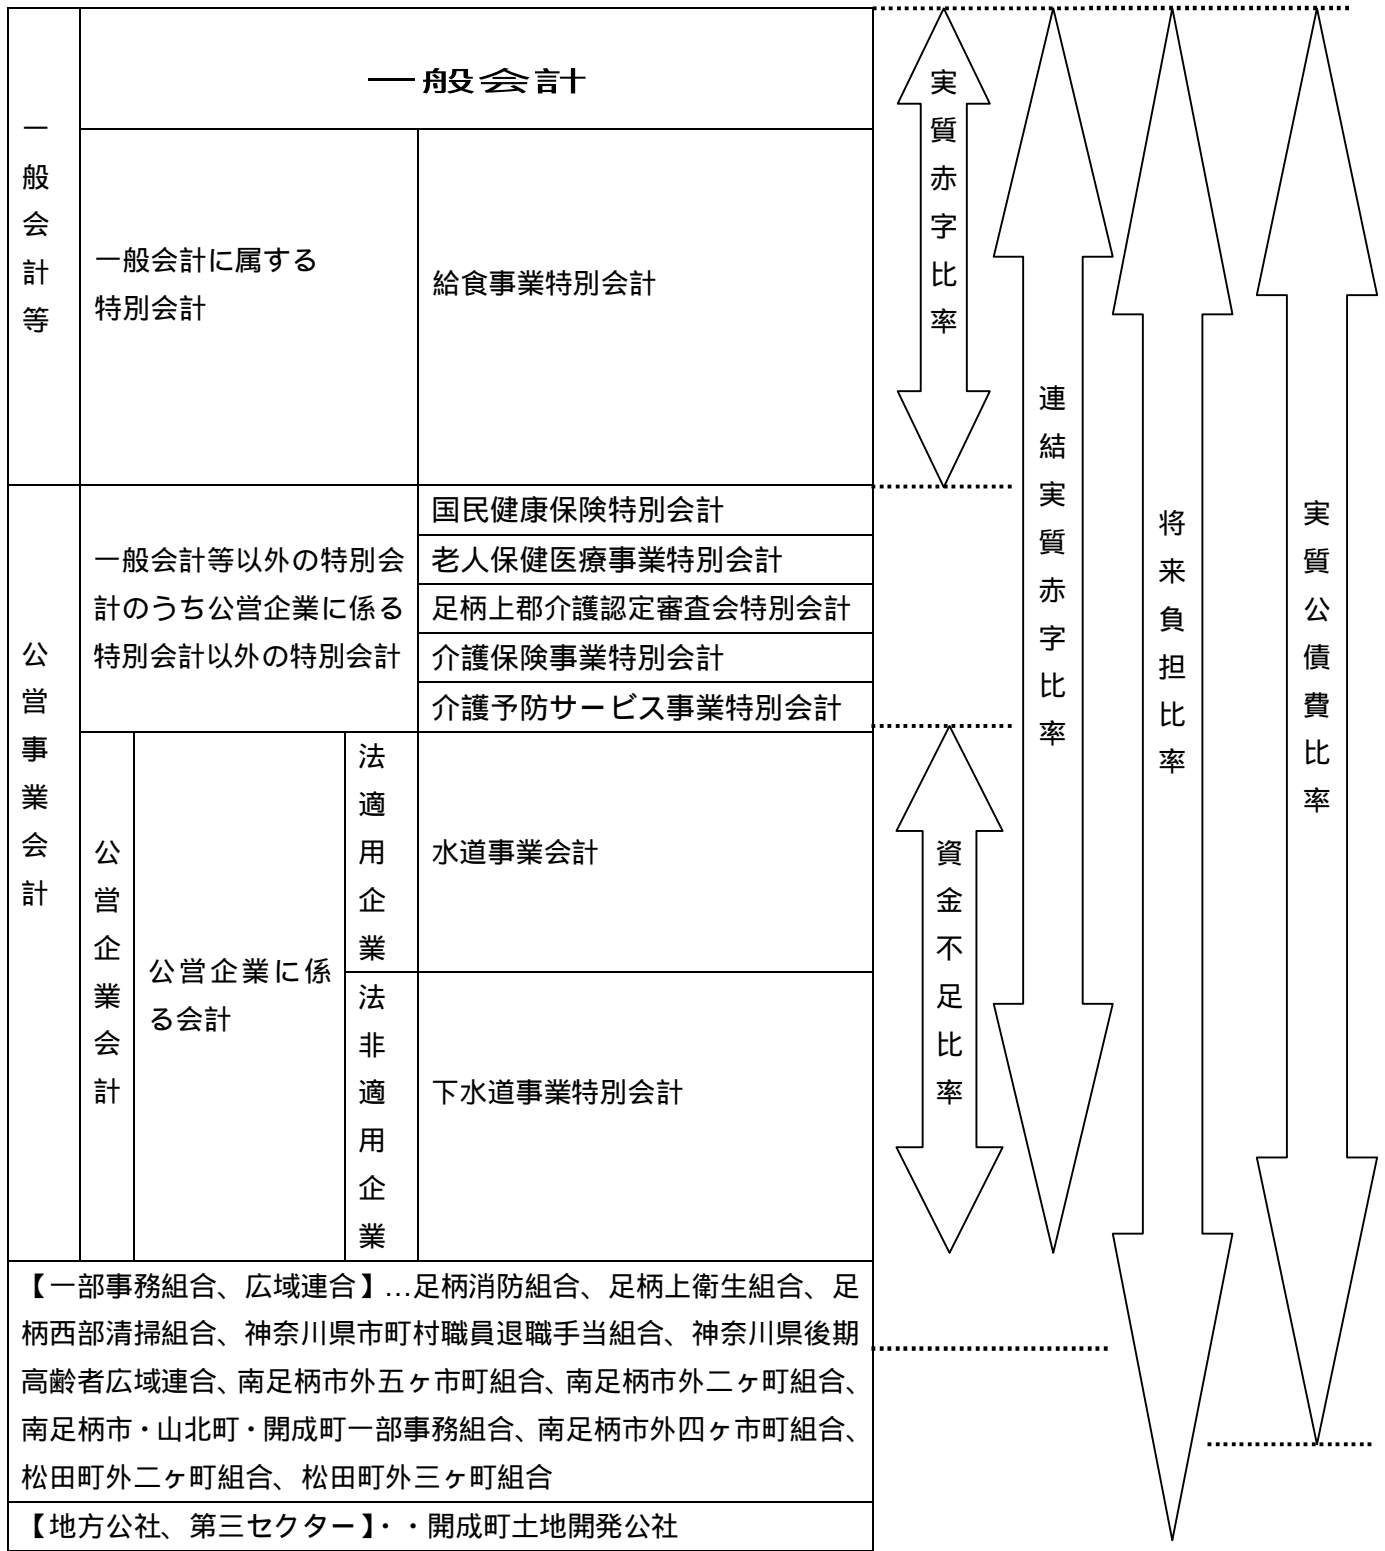 一般会計等
一般会計
一般会計に属する
特別会計
給食事業特別会計
公営事業会計
一般会計等以外の特別会
計のうち公営企業に係る
特別会計以外の特別会計
国民健康保険特別会計
老人保健医療事業特別会計
足柄上郡介護認定審査会特別会計
介護保険事業特別会計
介護予防サービス事業特別会計
公営企業会計
公営企業に係
る会計
法適用企業
水道事業会計
法非適用企業
下水道事業特別会計
【一部事務組合、広域連合】…足柄消防組合、足柄上衛生組合、足
柄西部清掃組合、神奈川県市町村職員退職手当組合、神奈川県後期
高齢者広域連合、南足柄市外五ヶ市町組合、南足柄市外二ヶ町組合、
南足柄市・山北町・開成町一部事務組合、南足柄市外四ヶ市町組合、
松田町外二ヶ町組合、松田町外三ヶ町組合
【地方公社、第三セクター】・・開成町土地開発公社
実質赤字比率
資金不足比率
連結実質赤字比率
将来負担比率
実質公債費比率